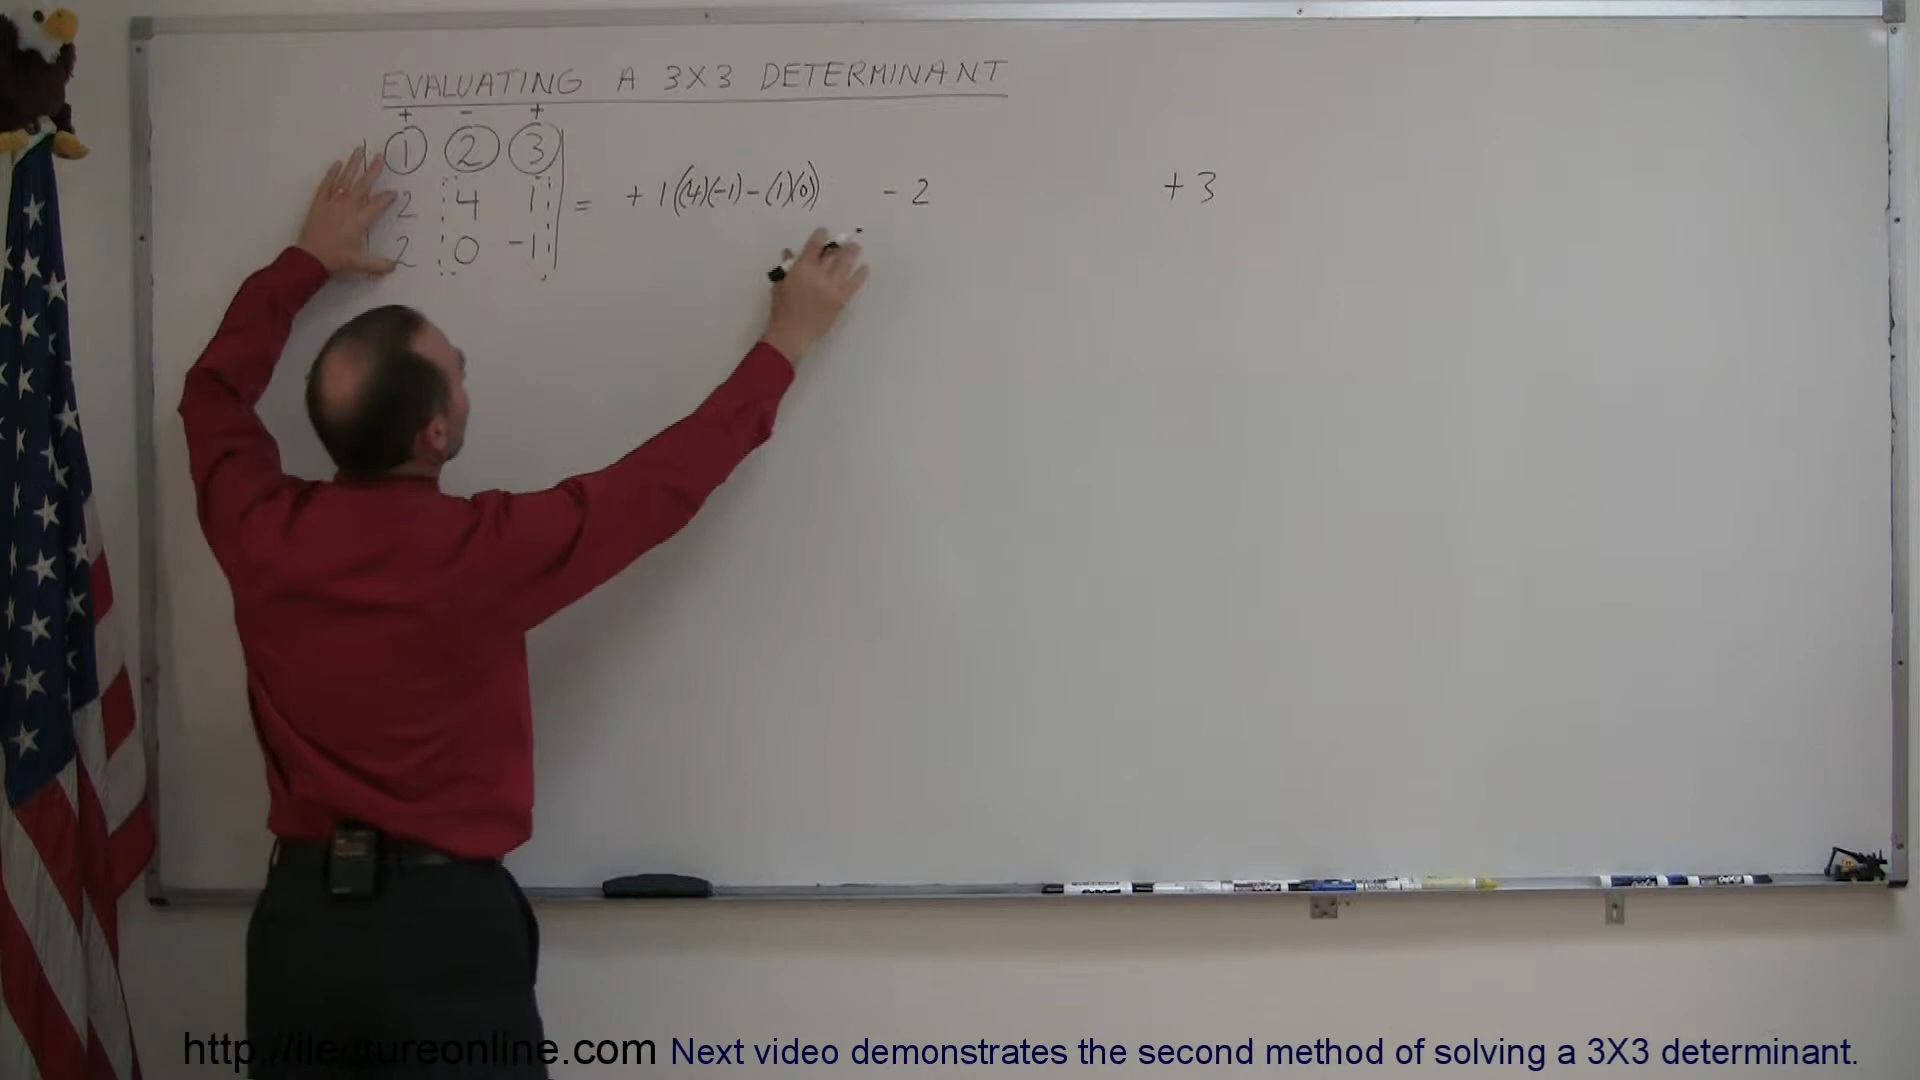 EVALUATING A 3X3 DETERMINANT
+ - +
1 2 3
2 4 1 = + 1((4)(-1) - (1)(0)) - 2 + 3
2 0 -1
EXPO
http://ilectureonline.com Next video demonstrates the second method of solving a 3X3 determinant.